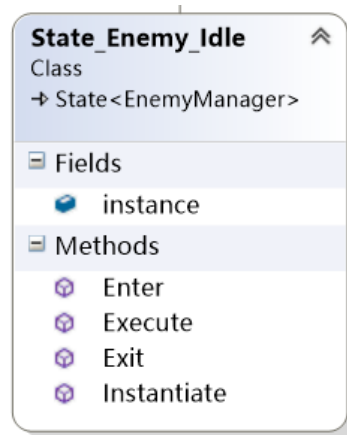 State_Enemy_Idle
Class
State<EnemyManager>
Fields
instance
Methods
Enter
Execute
Exit
Instantiate